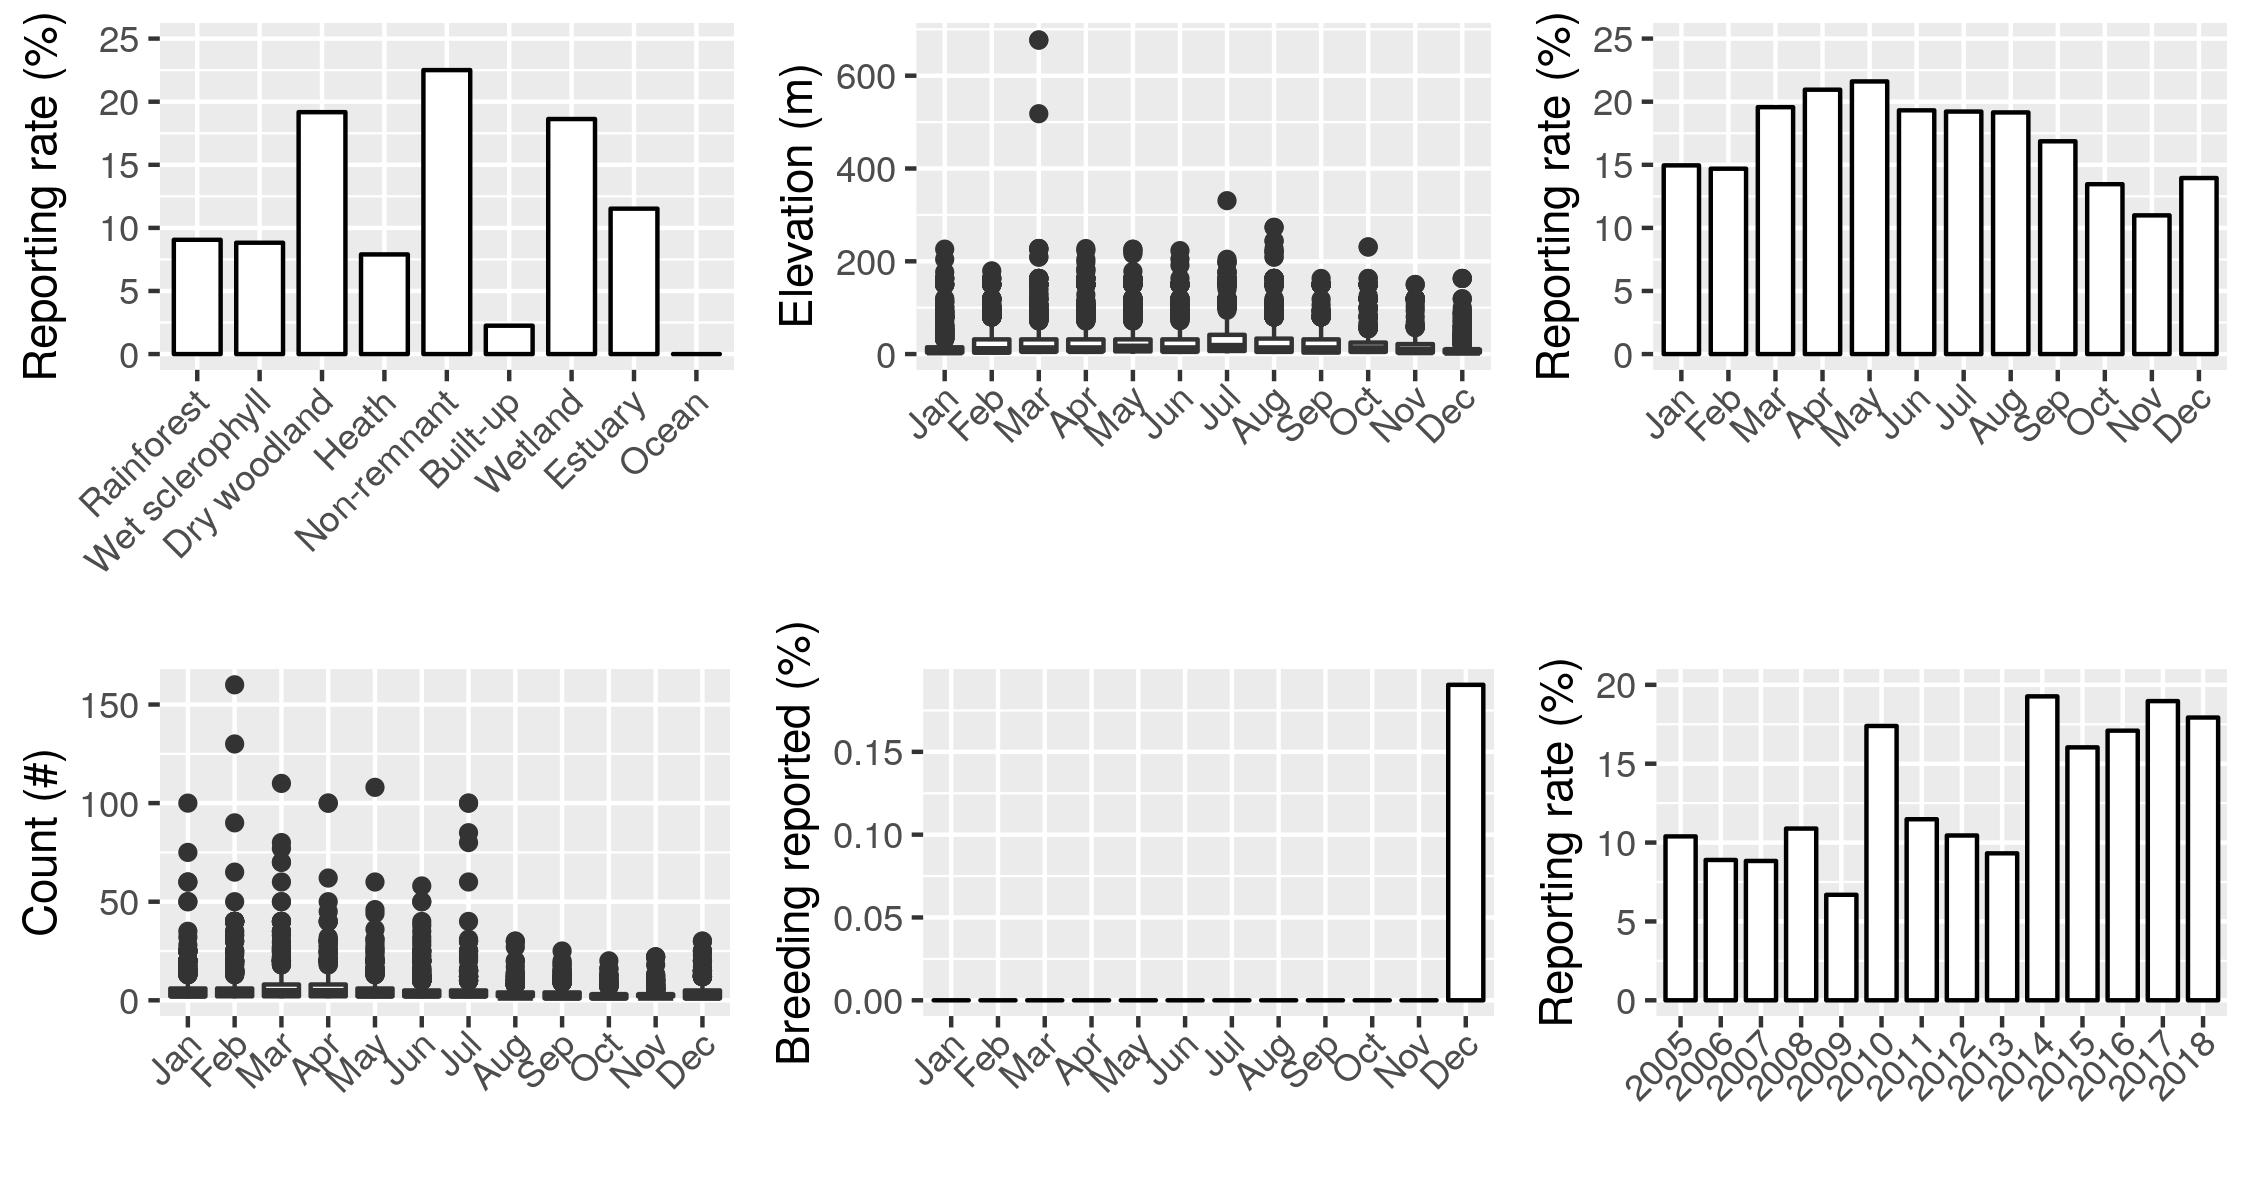 Reporting rate (%)
25
20
15
10
5
0
Rainforest
Wet sclerophyll
Dry woodland
Heath
Non-remnant
Built-up
Wetland
Estuary
Ocean
Elevation (m)
600
400
200
0
Jan
Feb
Mar
Apr
May
Jun
Jul
Aug
Sep
Oct
Nov
Dec
Reporting rate (%)
25
20
15
10
5
0
Jan
Feb
Mar
Apr
May
Jun
Jul
Aug
Sep
Oct
Nov
Dec
Count (#)
150
100
50
0
Jan
Feb
Mar
Apr
May
Jun
Jul
Aug
Sep
Oct
Nov
Dec
Breeding reported (%)
0.15
0.10
0.05
0.00
Jan
Feb
Mar
Apr
May
Jun
Jul
Aug
Sep
Oct
Nov
Dec
Reporting rate (%)
20
15
10
5
0
2005
2006
2007
2008
2009
2010
2011
2012
2013
2014
2015
2016
2017
2018